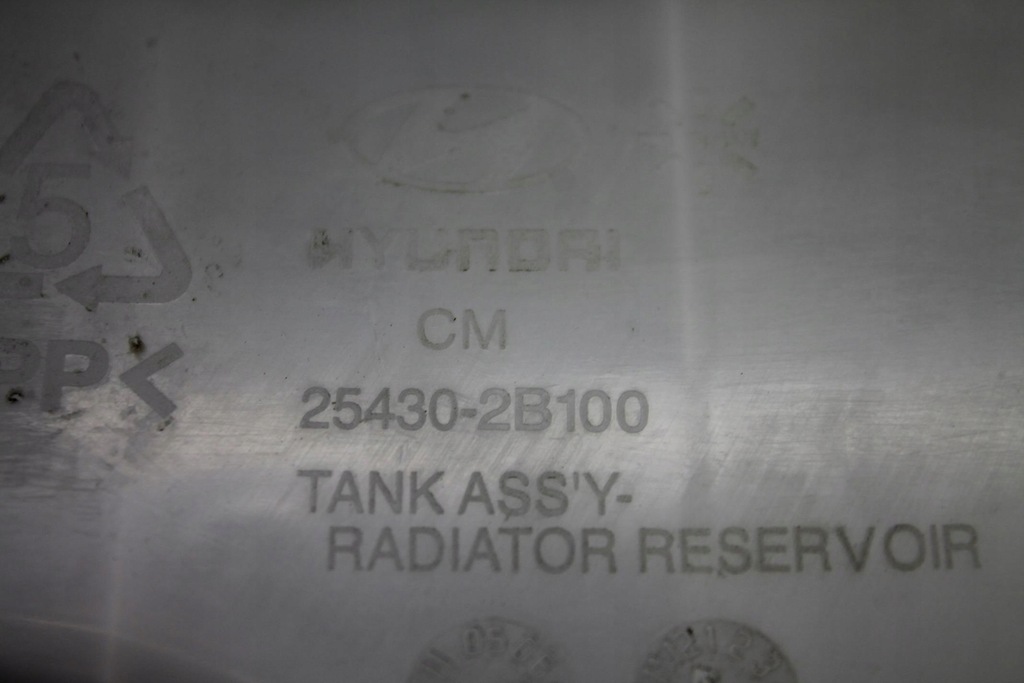 5
HYUNDAI
CM
PP<
25430-2B100
TANK ASS'Y-
RADIATOR RESERVOIR